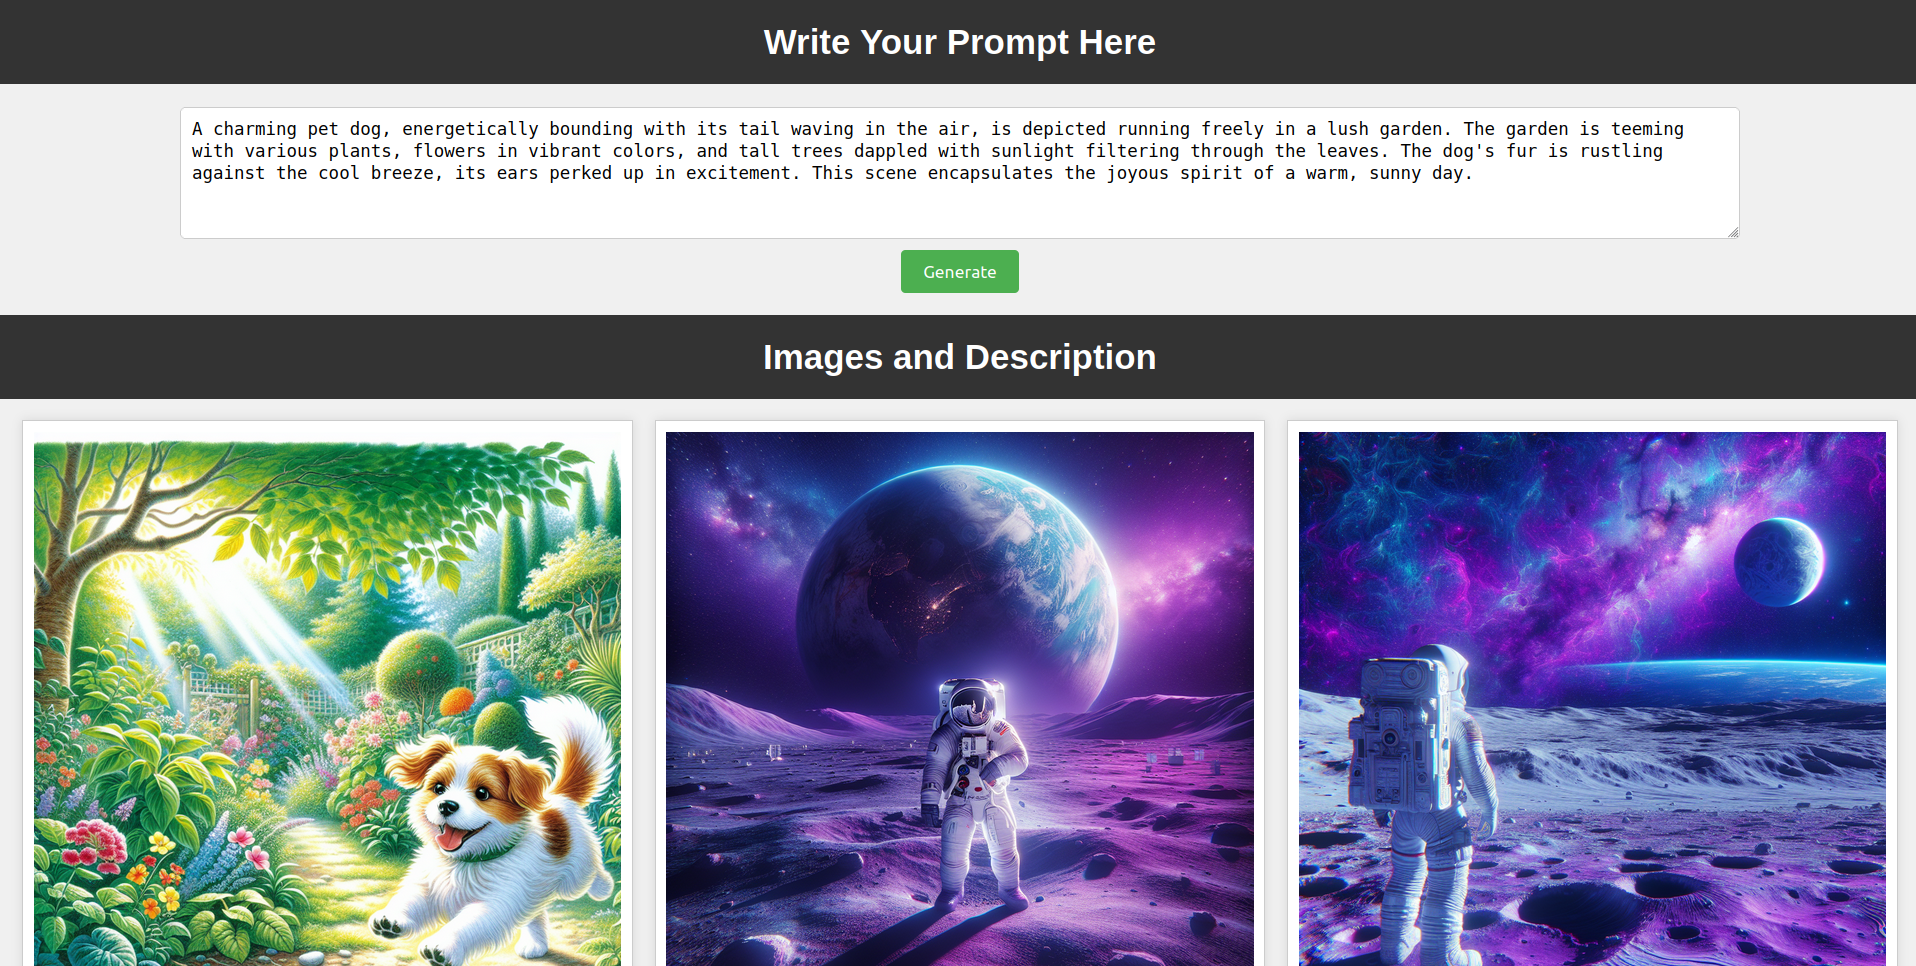 Write Your Prompt Here
A charming pet dog, energetically bounding with its tail waving in the air, is depicted running freely in a lush garden. The garden is teeming
with various plants, flowers in vibrant colors, and tall trees dappled with sunlight filtering through the leaves. The dog's fur is rustling
against the cool breeze, its ears perked up in excitement. This scene encapsulates the joyous spirit of a warm, sunny day.
Generate
Images and Description